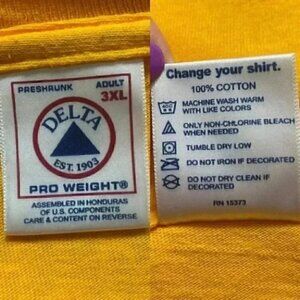 PRESHRUNK
ADULT
3XL
DELTA
EST. 1903
PRO WEIGHT®
ASSEMBLED IN HONDURAS
OF U.S. COMPONENTS
CARE & CONTENT ON REVERSE
Change your shirt.
100% COTTON
MACHINE WASH WARM
WITH LIKE COLORS
ONLY NON-CHLORINE BLEACH
WHEN NEEDED
TUMBLE DRY LOW
DO NOT IRON IF DECORATED
DO NOT DRY CLEAN IF
DECORATED
RN 15373